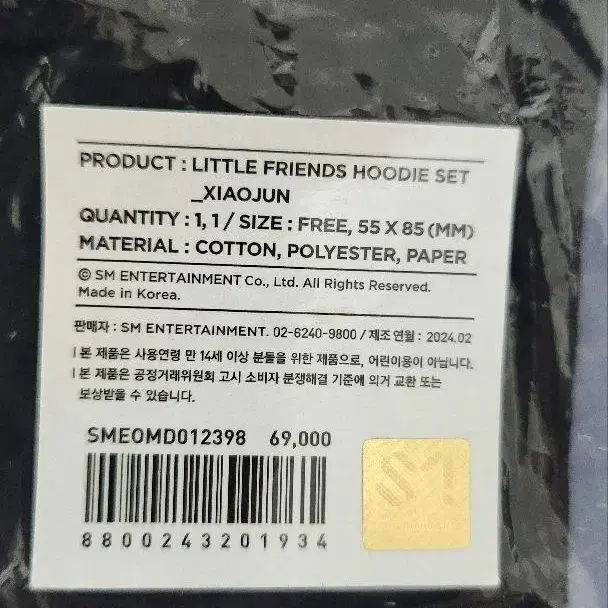 PRODUCT : LITTLE FRIENDS HOODIE SET
_XIAOJUN
QUANTITY : 1, 1 / SIZE : FREE, 55 X 85 (MM)
MATERIAL : COTTON, POLYESTER, PAPER
© SM ENTERTAINMENT Co., Ltd. All Rights Reserved.
Made in Korea.
판매자 : SM ENTERTAINMENT. 02-6240-9800 / 제조연월 : 2024.02
| 본 제품은 사용연령 만 14세 이상 분들을 위한 제품으로, 어린이용이 아닙니다.
| 본 제품은 공정거래위원회 고시 소비자 분쟁해결 기준에 의거 교환 또는
보상받을 수 있습니다.
SMEOMD012398 69,000
8800243201934
SM